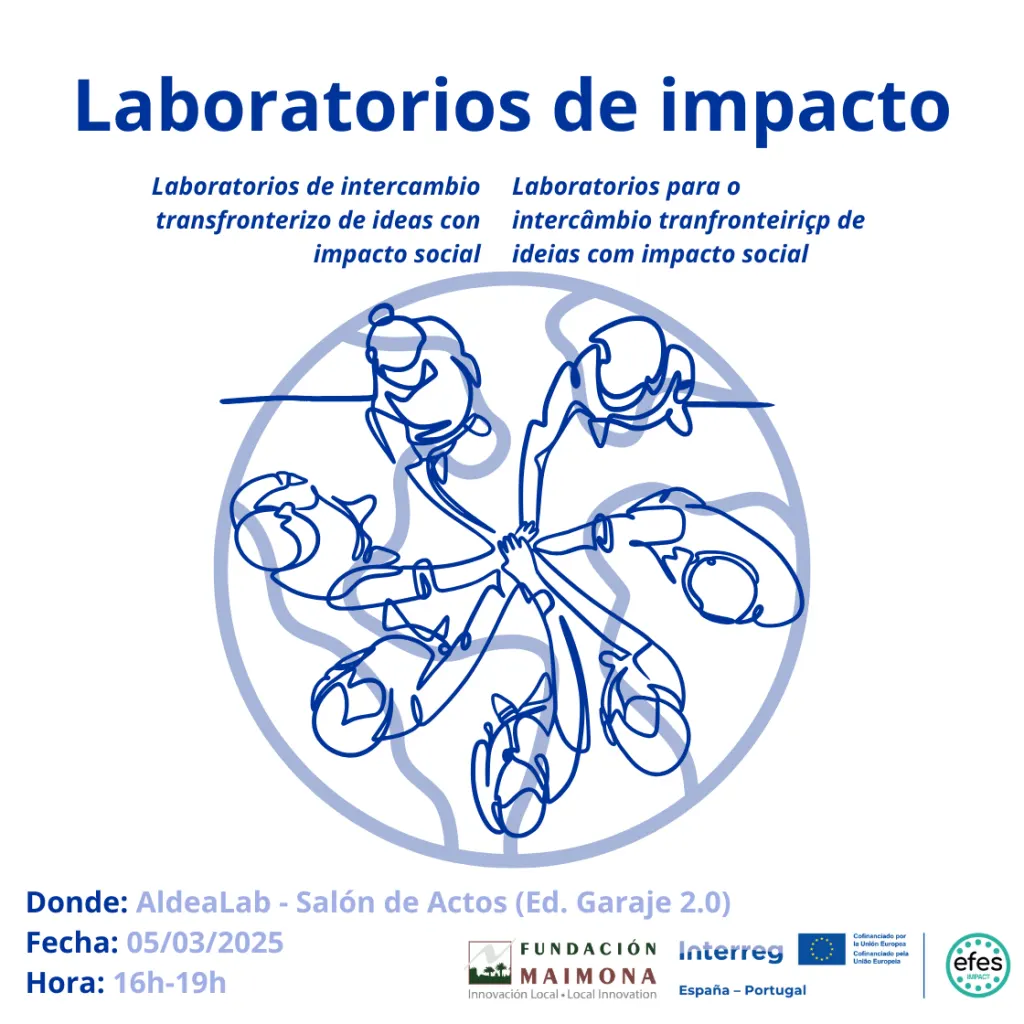 Laboratorios de impacto
Laboratorios de intercambio
transfronterizo de ideas con
impacto social
Laboratorios para o
intercâmbio tranfronteiriçp de
ideias com impacto social
Donde: AldeaLab - Salón de Actos (Ed. Garaje 2.0)
Fecha: 05/03/2025
Hora: 16h-19h
FUNDACIÓN
MAIMONA
Innovación Local • Local Innovation
Interreg
España – Portugal
Cofinanciado por
la Unión Europea
Cofinanciado pela
União Europeia
efes
IMPACT